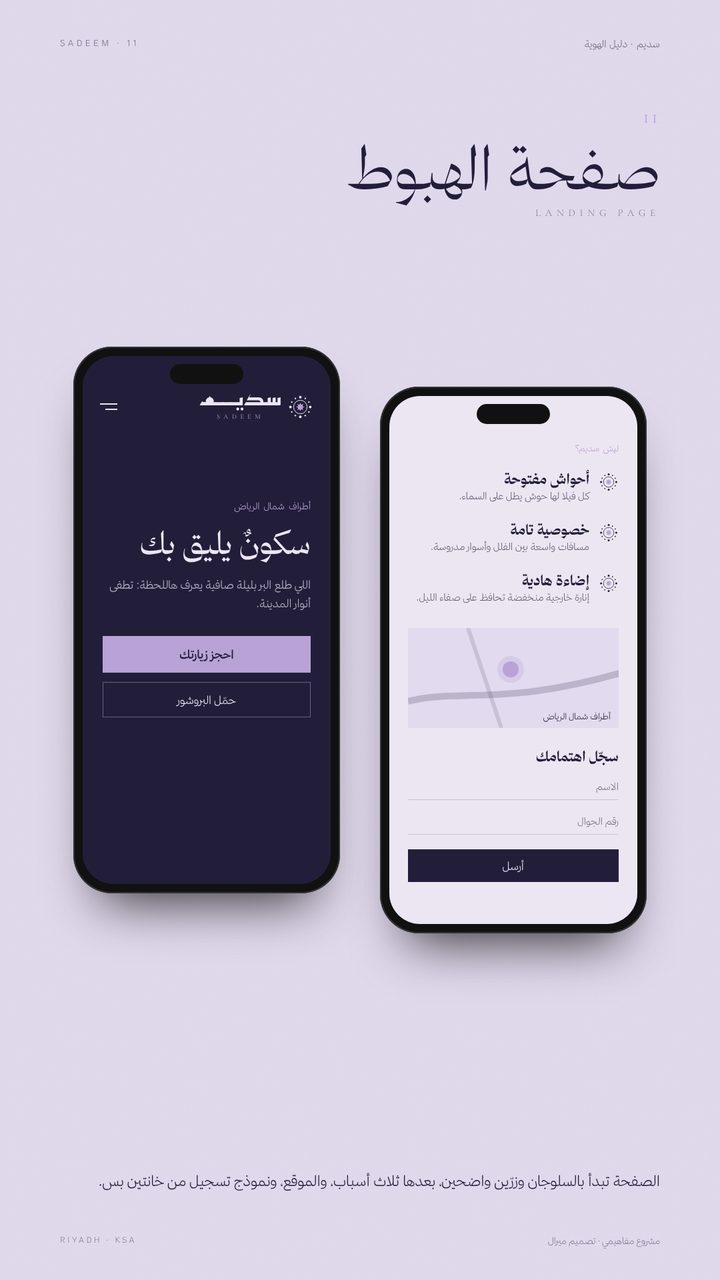 سديم · دليل الهوية
SADEEM · 11
11
صفحة الهبوط
LANDING PAGE
سديم
SADEEM
أطراف شمال الرياض
سكونٌ يليق بك
اللي طلع البر بليلة صافية يعرف هاللحظة: تطفى
أنوار المدينة.
احجز زيارتك
حمّل البروشور
ليش سديم؟
أحواش مفتوحة
كل فيلا لها حوش يطل على السماء.
خصوصية تامة
مسافات واسعة بين الفلل وأسوار مدروسة.
إضاءة هادية
إنارة خارجية منخفضة تحافظ على صفاء الليل.
أطراف شمال الرياض
سجّل اهتمامك
الاسم
رقم الجوال
أرسل
الصفحة تبدأ بالسلوجان وزرّين واضحين، بعدها ثلاث أسباب، والموقع، ونموذج تسجيل من خانتين بس.
مشروع مفاهيمي · تصميم ميرال
RIYADH · KSA